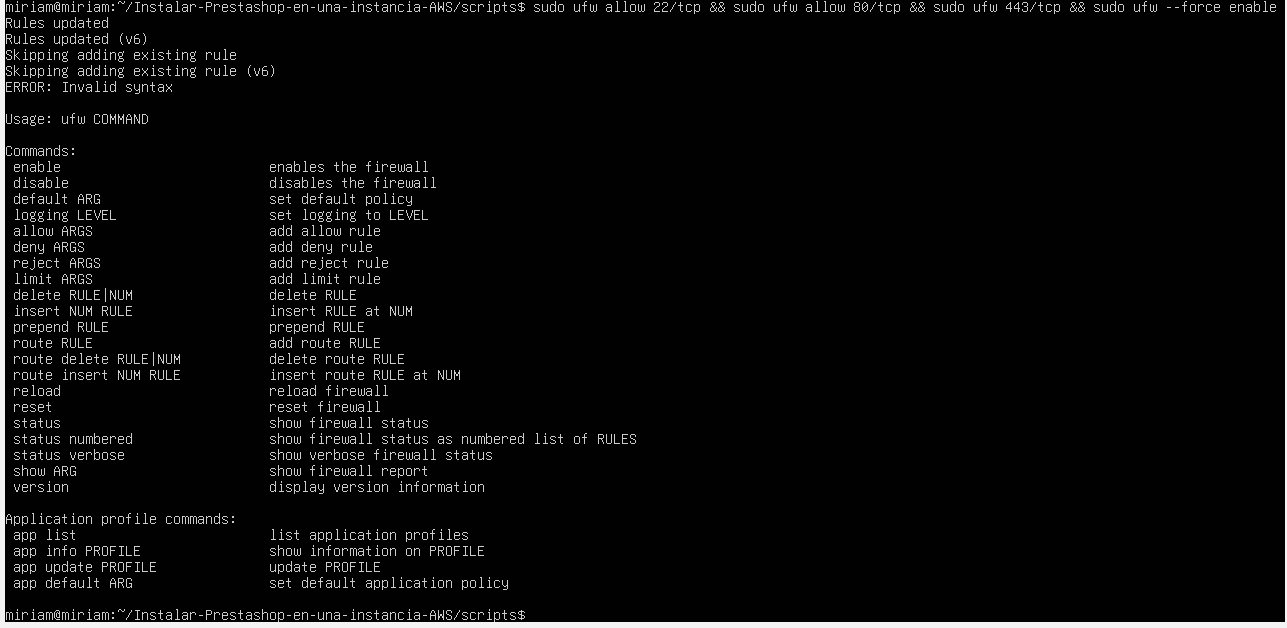 miriam@miriam:~/Instalar-Prestashop-en-una-instancia-AWS/scripts$ sudo ufw allow 22/tcp && sudo ufw allow 80/tcp && sudo ufw 443/tcp && sudo ufw --force enable
Rules updated
Rules updated (v6)
Skipping adding existing rule
Skipping adding existing rule (v6)
ERROR: Invalid syntax

Usage: ufw COMMAND

Commands:
 enable                          enables the firewall
 disable                         disables the firewall
 default ARG                     set default policy
 logging LEVEL                   set logging to LEVEL
 allow ARGS                      add allow rule
 deny ARGS                       add deny rule
 reject ARGS                     add reject rule
 limit ARGS                      add limit rule
 delete RULE|NUM                 delete RULE
 insert NUM RULE                 insert RULE at NUM
 prepend RULE                    prepend RULE
 route RULE                      add route RULE
 route delete RULE|NUM           delete route RULE
 route insert NUM RULE           insert route RULE at NUM
 reload                          reload firewall
 reset                           reset firewall
 status                          show firewall status
 status numbered                 show firewall status as numbered list of RULES
 status verbose                  show verbose firewall status
 show ARG                        show firewall report
 version                         display version information

Application profile commands:
 app list                        list application profiles
 app info PROFILE                show information on PROFILE
 app update PROFILE              update PROFILE
 app default ARG                 set default application policy

miriam@miriam:~/Instalar-Prestashop-en-una-instancia-AWS/scripts$